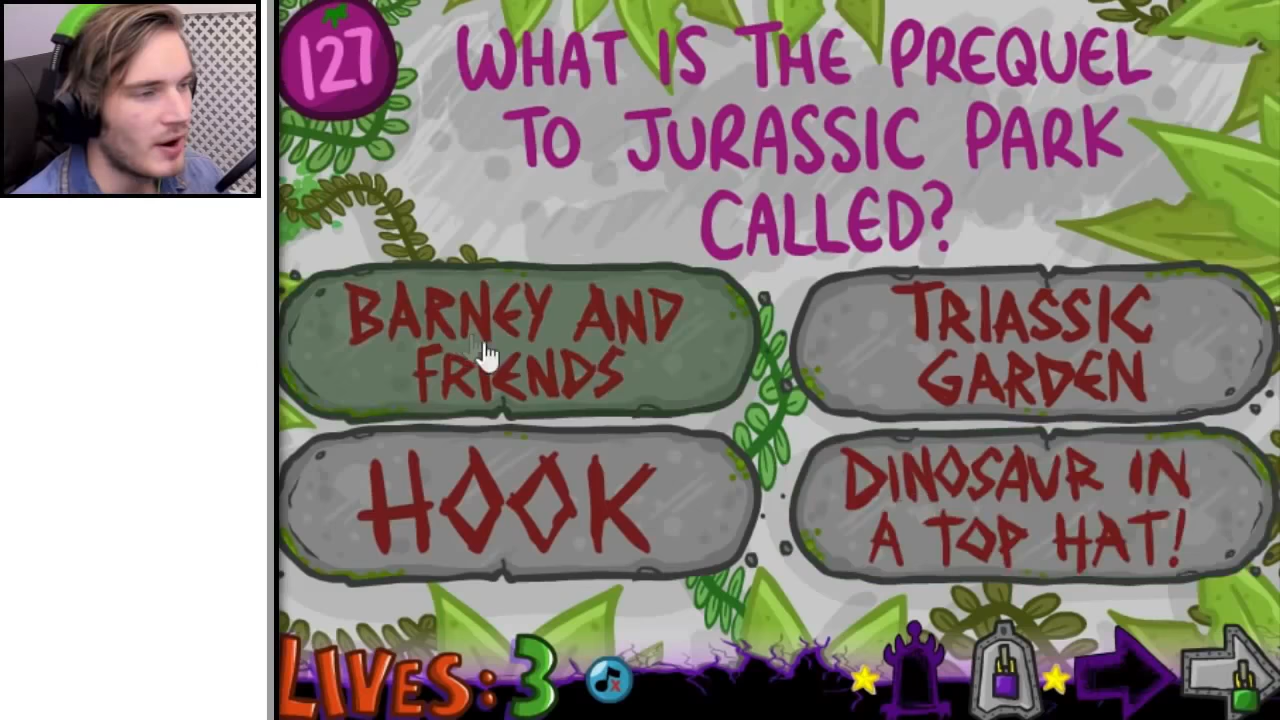 127
WHAT IS THE PREQUEL
TO JURASSIC PARK
CALLED?
BARNEY AND
FRIENDS
TRIASSIC
GARDEN
HOOK
DINOSAUR IN
A TOP HAT!
LIVES: 3